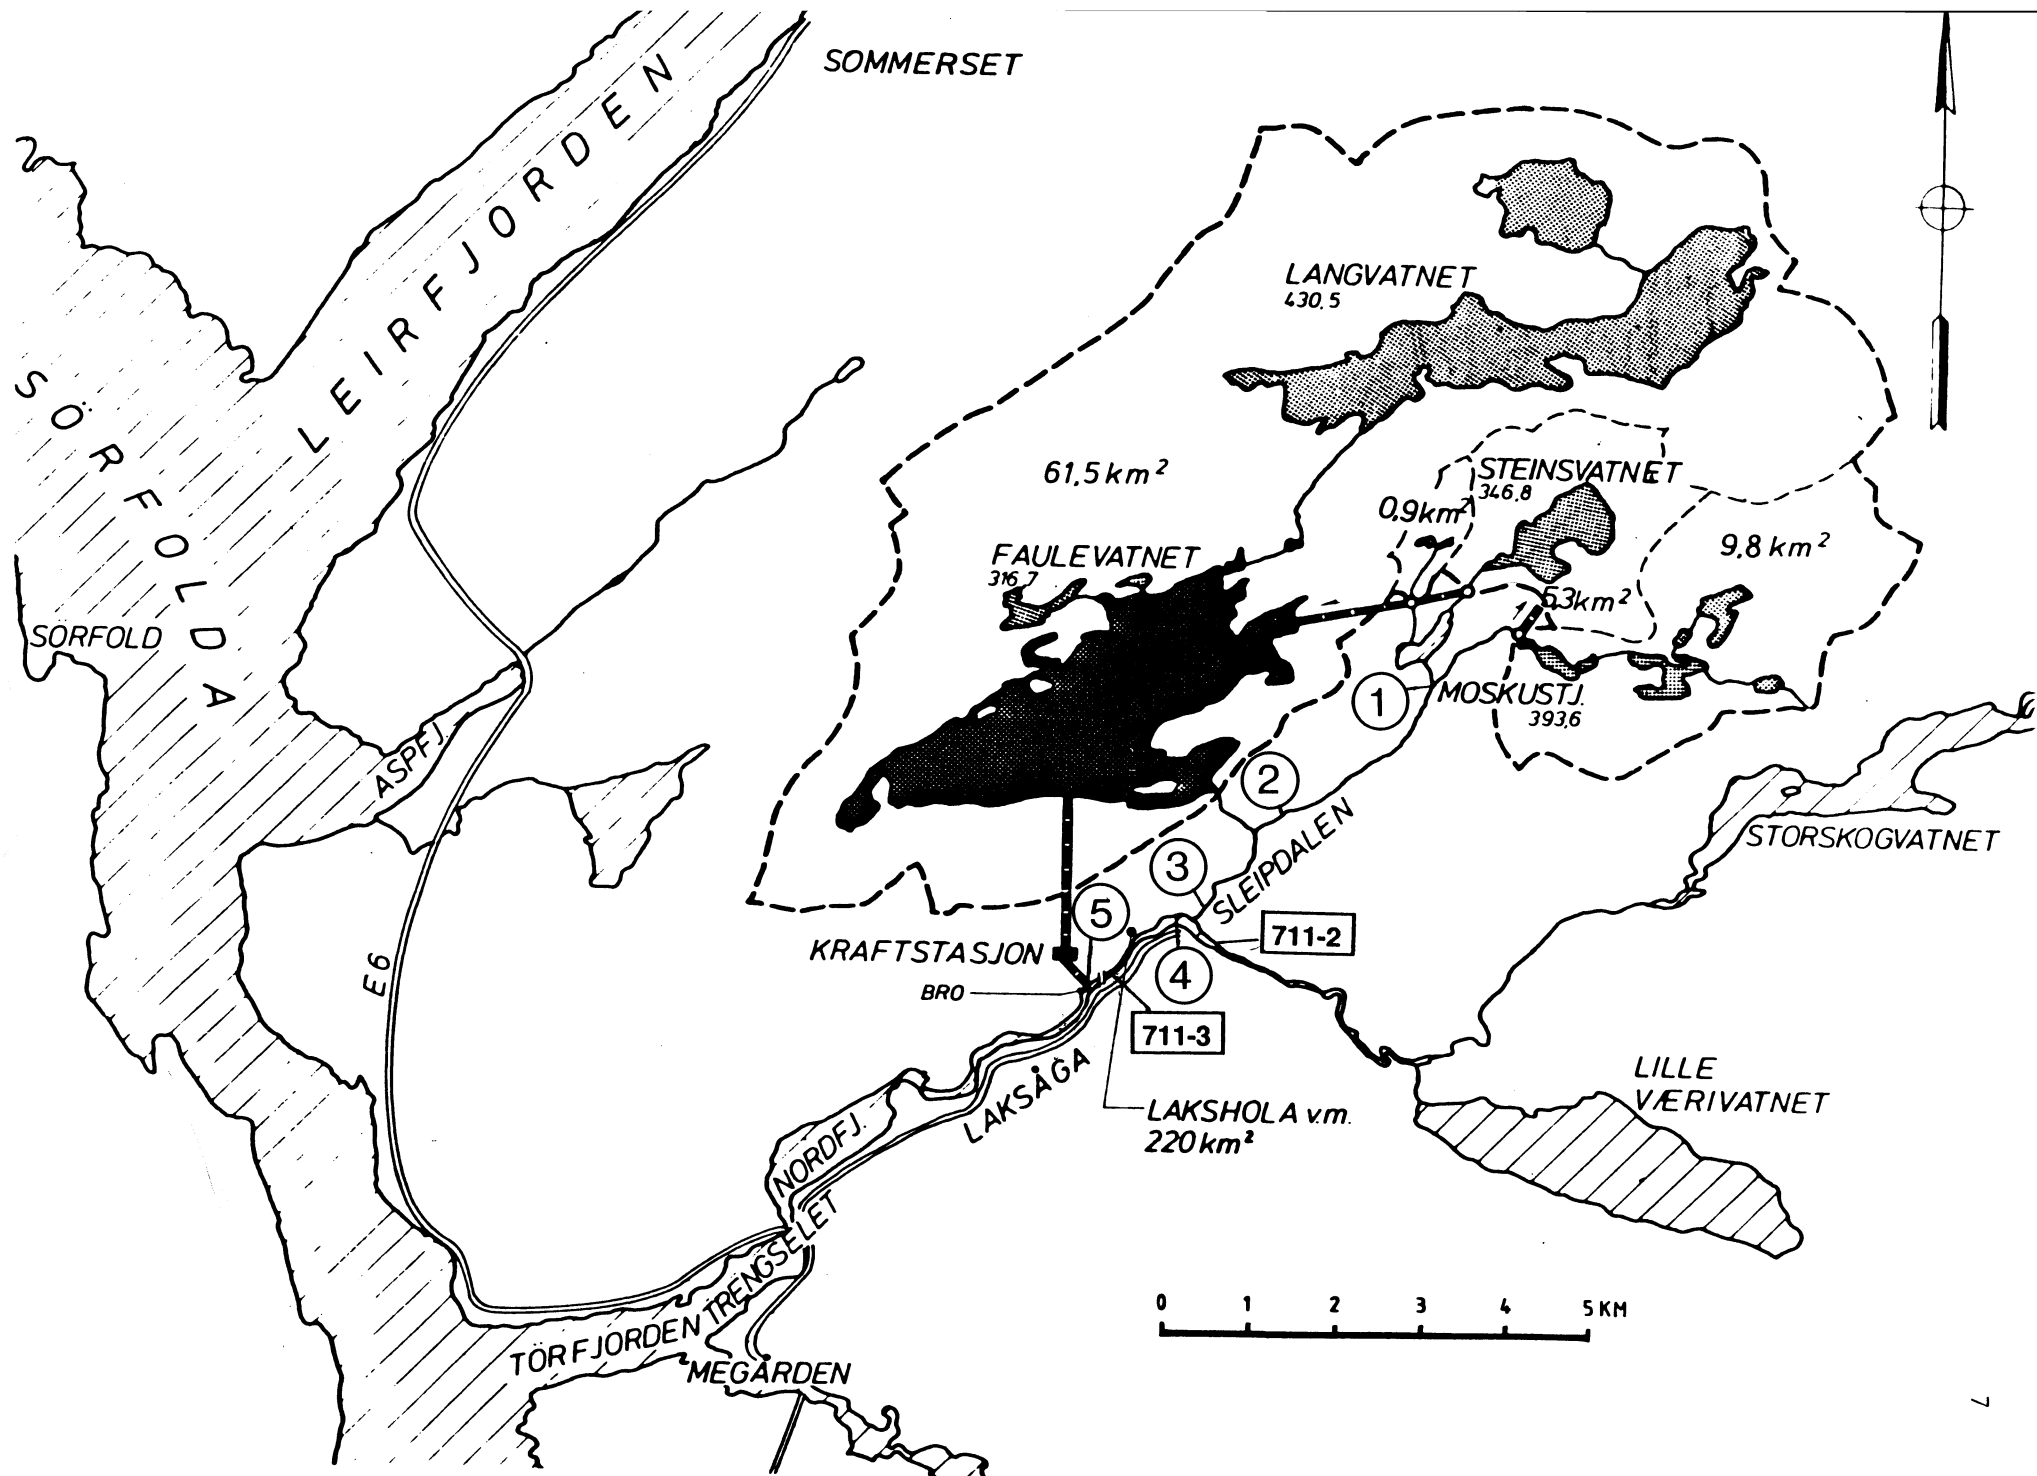 SOMMERSET
LEIRFJORDEN
SÖRFOLDA
LANGVATNET
430,5
61,5 km²
STEINSVATNET
346,8
0,9 km²
9,8 km²
FAULEVATNET
316,7
5,3 km²
SÖRFOLD
1
MOSKUSTJ.
393,6
ASPFJ.
2
STORSKOGVATNET
3
SLEIPDALEN
5
711-2
KRAFTSTASJON
4
E6
BRO
711-3
LAKSÅGA
LILLE
VÆRIVATNET
LAKSHOLA v.m.
220 km²
NORDFJ.
TRENGSELET
TÖRFJORDEN
MEGÅRDEN
0 1 2 3 4 5 KM
7